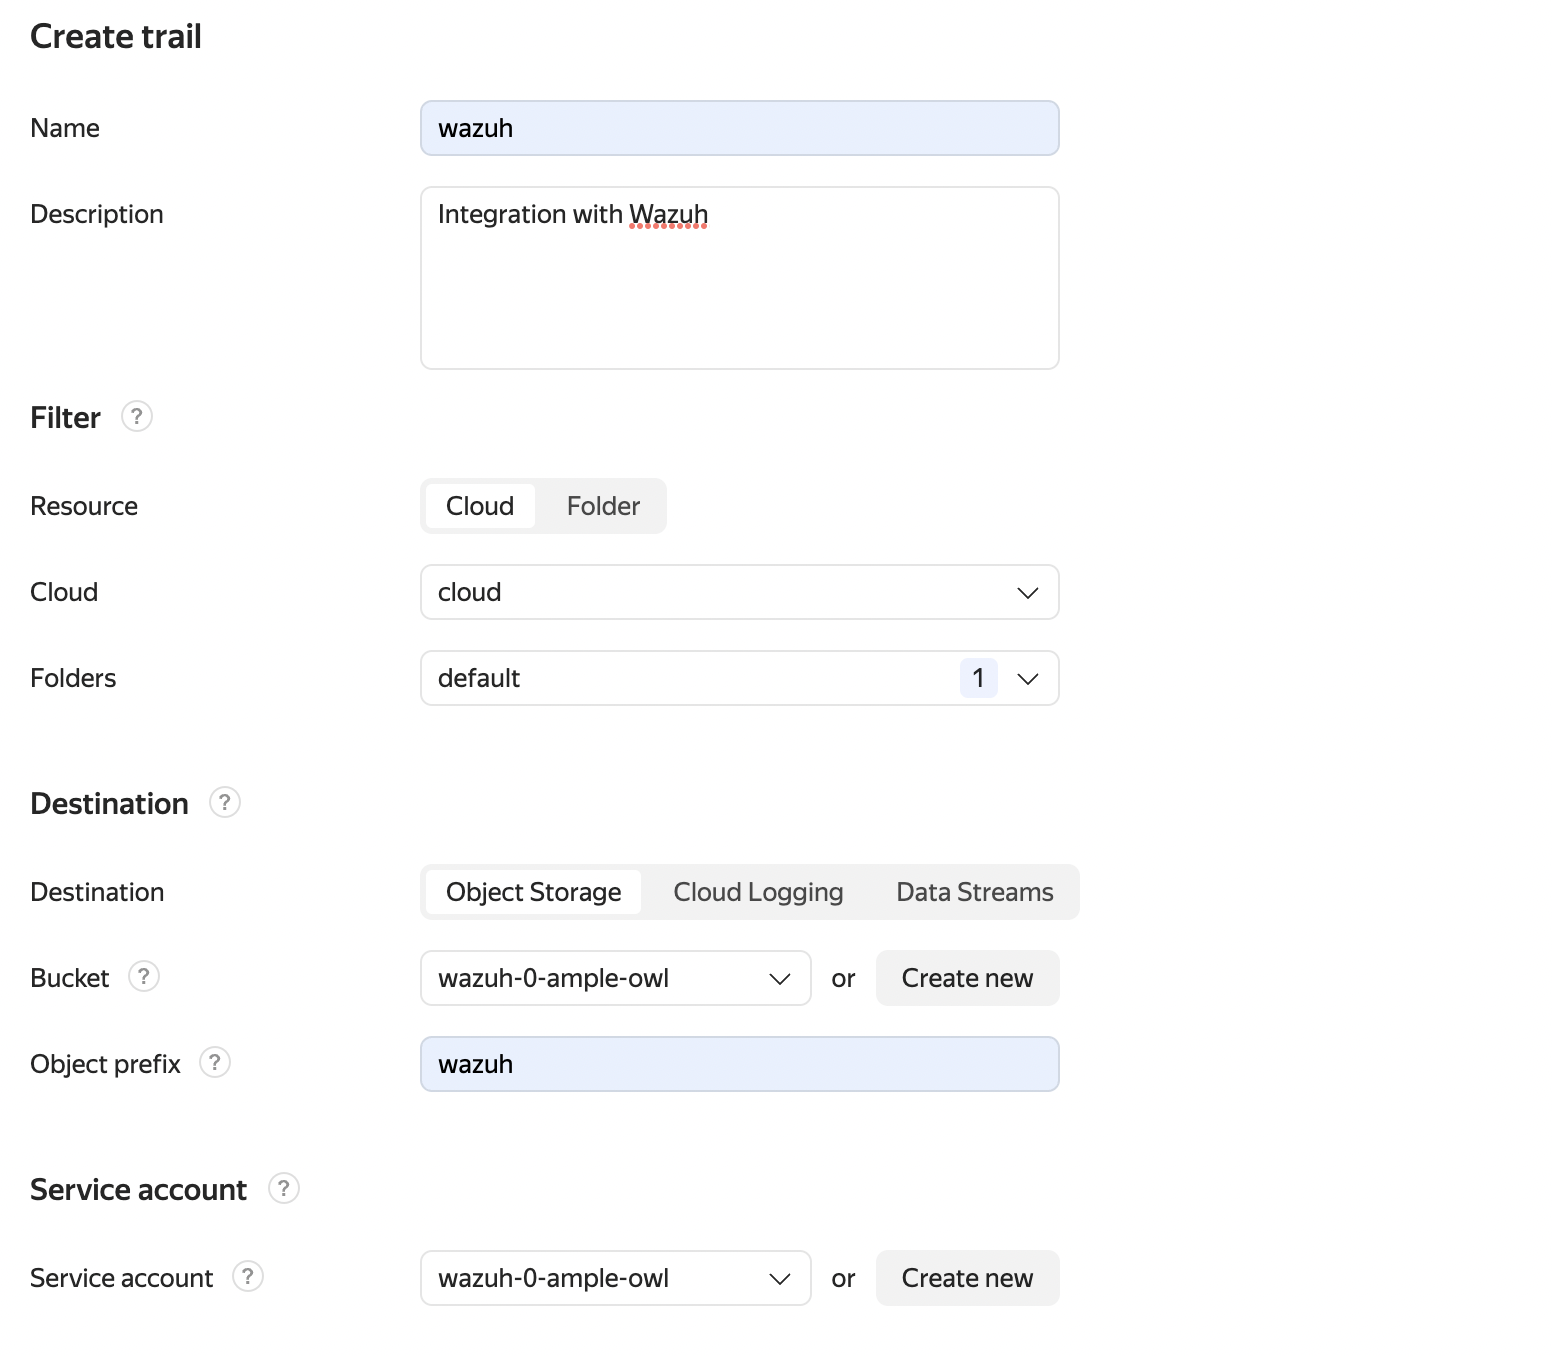 Create trail
Name wazuh
Description Integration with Wazuh
Filter ?
Resource Cloud Folder
Cloud cloud
Folders default 1
Destination ?
Destination Object Storage Cloud Logging Data Streams
Bucket ? wazuh-0-ample-owl or Create new
Object prefix ? wazuh
Service account ?
Service account ? wazuh-0-ample-owl or Create new